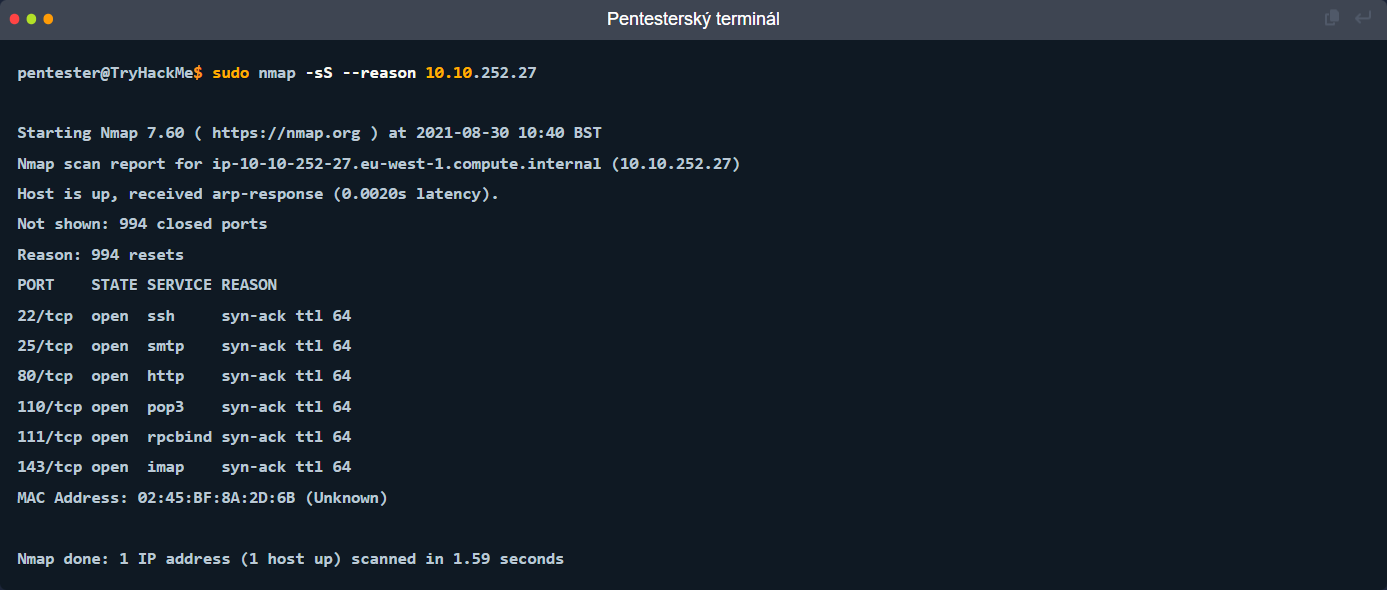 Pentesterský terminál
pentester@TryHackMe$ sudo nmap -sS --reason 10.10.252.27
Starting Nmap 7.60 ( https://nmap.org ) at 2021-08-30 10:40 BST
Nmap scan report for ip-10-10-252-27.eu-west-1.compute.internal (10.10.252.27)
Host is up, received arp-response (0.0020s latency).
Not shown: 994 closed ports
Reason: 994 resets
PORT    STATE SERVICE REASON
22/tcp  open  ssh     syn-ack ttl 64
25/tcp  open  smtp    syn-ack ttl 64
80/tcp  open  http    syn-ack ttl 64
110/tcp open  pop3    syn-ack ttl 64
111/tcp open  rpcbind syn-ack ttl 64
143/tcp open  imap    syn-ack ttl 64
MAC Address: 02:45:BF:8A:2D:6B (Unknown)
Nmap done: 1 IP address (1 host up) scanned in 1.59 seconds